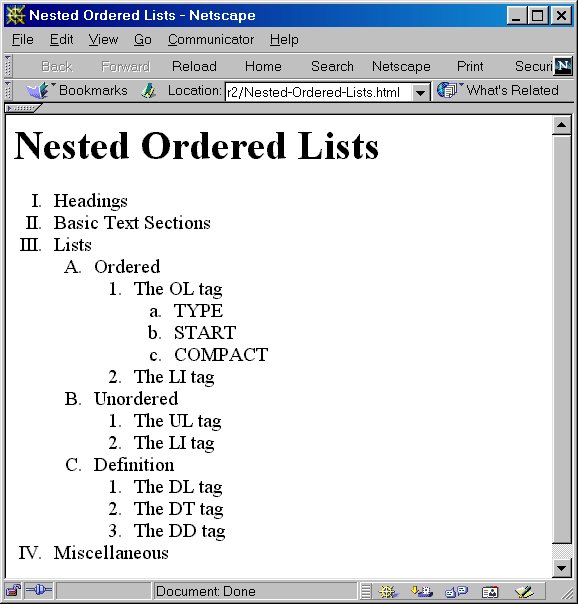 Nested Ordered Lists - Netscape
File Edit View Go Communicator Help
Back Forward Reload Home Search Netscape Print Securi N
Bookmarks Location: r2/Nested-Ordered-Lists.html What's Related
Nested Ordered Lists
I. Headings
II. Basic Text Sections
III. Lists
A. Ordered
1. The OL tag
a. TYPE
b. START
c. COMPACT
2. The LI tag
B. Unordered
1. The UL tag
2. The LI tag
C. Definition
1. The DL tag
2. The DT tag
3. The DD tag
IV. Miscellaneous
Document: Done